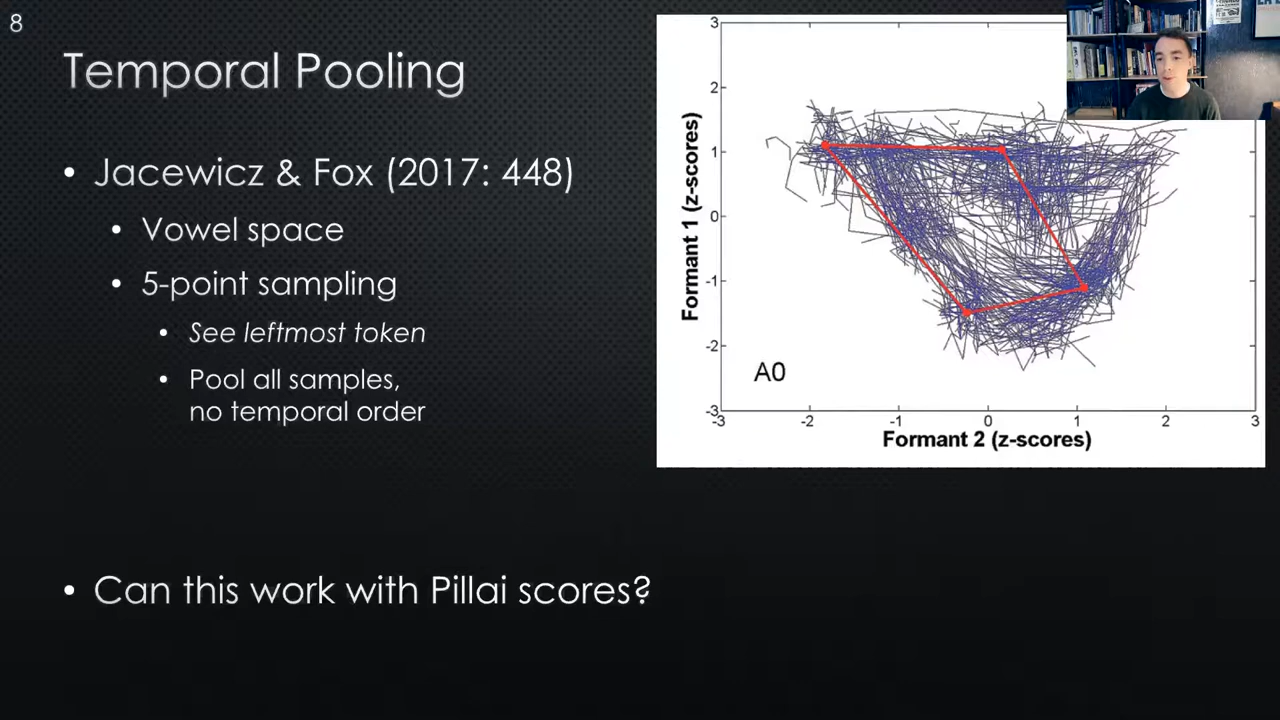 8
Temporal Pooling
• Jacewicz & Fox (2017: 448)
• Vowel space
• 5-point sampling
• See leftmost token
• Pool all samples,
no temporal order
• Can this work with Pillai scores?
3
2
1
0
-1
-2
-3
Formant 1 (z-scores)
A0
-3 -2 -1 0 1 2 3
Formant 2 (z-scores)